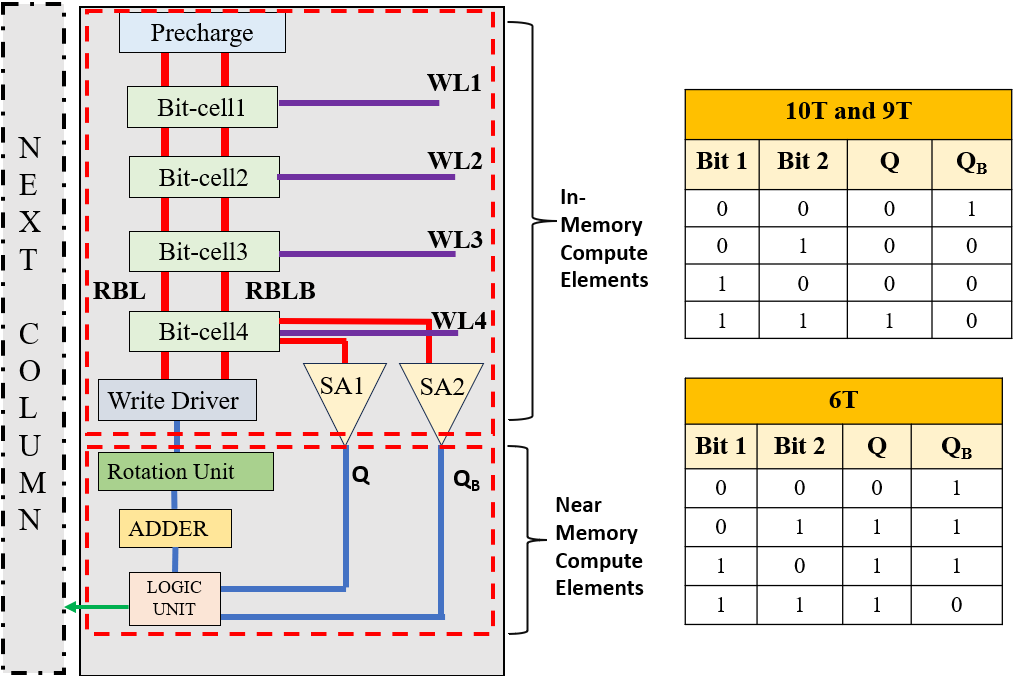 NEXT COLUMN
Precharge
WL1
Bit-cell1
WL2
Bit-cell2
WL3
Bit-cell3
RBL
RBLB
WL4
Bit-cell4
SA1
SA2
Write Driver
Rotation Unit
Q
QB
ADDER
LOGIC
UNIT
In-
Memory
Compute
Elements
Near
Memory
Compute
Elements
10T and 9T
Bit 1 Bit 2 Q QB
0 0 0 1
0 1 0 0
1 0 0 0
1 1 1 0
6T
Bit 1 Bit 2 Q QB
0 0 0 1
0 1 1 1
1 0 1 1
1 1 1 0